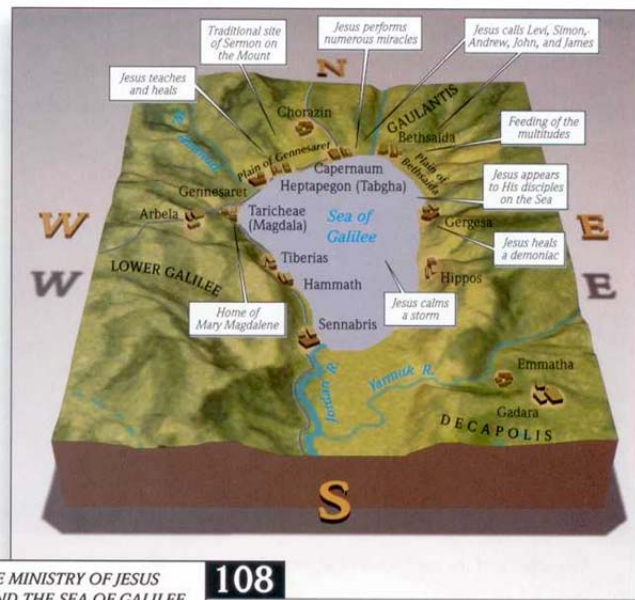 Traditional site
of Sermon on
the Mount
Jesus performs
numerous miracles
Jesus calls Levi, Simon,
Andrew, John, and James
Jesus teaches
and heals
N
Chorazin
GAULANTIS
Bethsaida
Feeding of the
multitudes
Plain of Gennesaret
Capernaum
Heptapegon (Tabgha)
Plain of
Bethsaida
Jesus appears
to His disciples
on the Sea
Gennesaret
Arbela
Taricheae
(Magdala)
Sea of
Galilee
Gergesa
W
E
Jesus heals
a demoniac
Tiberias
LOWER GALILEE
Hammath
Hippos
W
E
Home of
Mary Magdalene
Jesus calms
a storm
Sennabris
Jordan R.
Yarmuk R.
Emmatha
Gadara
DECAPOLIS
S
MINISTRY OF JESUS
THE SEA OF GALILEE
108